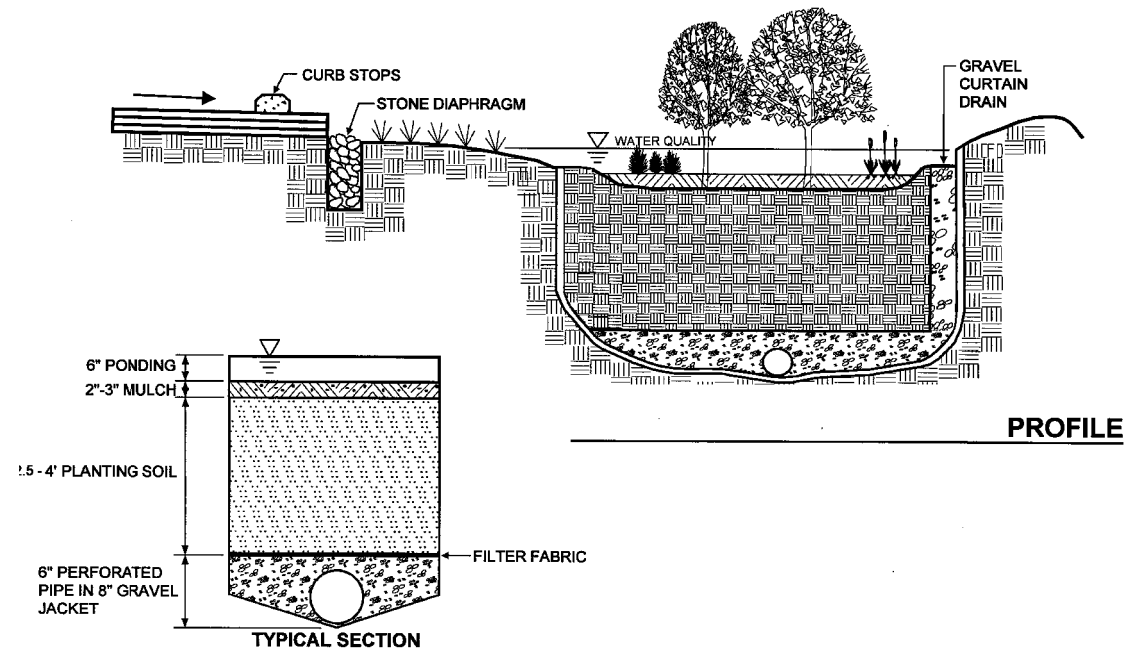 CURB STOPS
STONE DIAPHRAGM
GRAVEL
CURTAIN
DRAIN
WATER QUALITY
PROFILE
6" PONDING
2"-3" MULCH
.5 - 4' PLANTING SOIL
FILTER FABRIC
6" PERFORATED
PIPE IN 8" GRAVEL
JACKET
TYPICAL SECTION